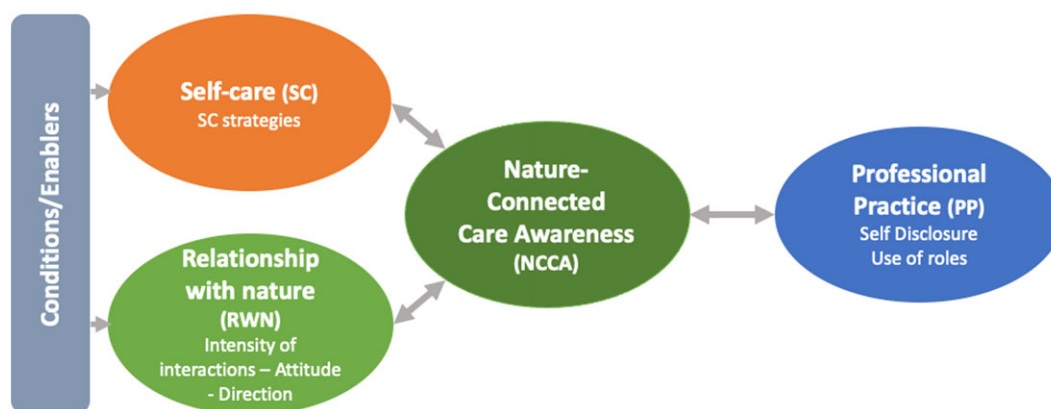 Conditions/Enablers
Self-care (SC)
SC strategies
Relationship
with nature
(RWN)
Intensity of
interactions – Attitude
- Direction
Nature-
Connected
Care Awareness
(NCCA)
Professional
Practice (PP)
Self Disclosure
Use of roles